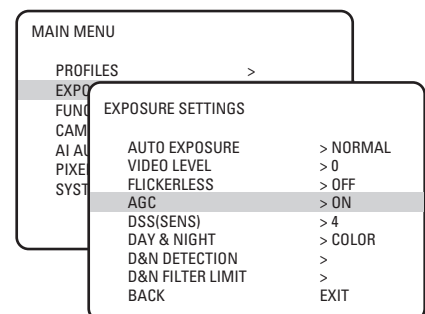 MAIN MENU
PROFILES >
EXPO
FUNC
CAM
AI AU
PIXE
SYST
EXPOSURE SETTINGS
AUTO EXPOSURE > NORMAL
VIDEO LEVEL > 0
FLICKERLESS > OFF
AGC > ON
DSS(SENS) > 4
DAY & NIGHT > COLOR
D&N DETECTION >
D&N FILTER LIMIT >
BACK EXIT